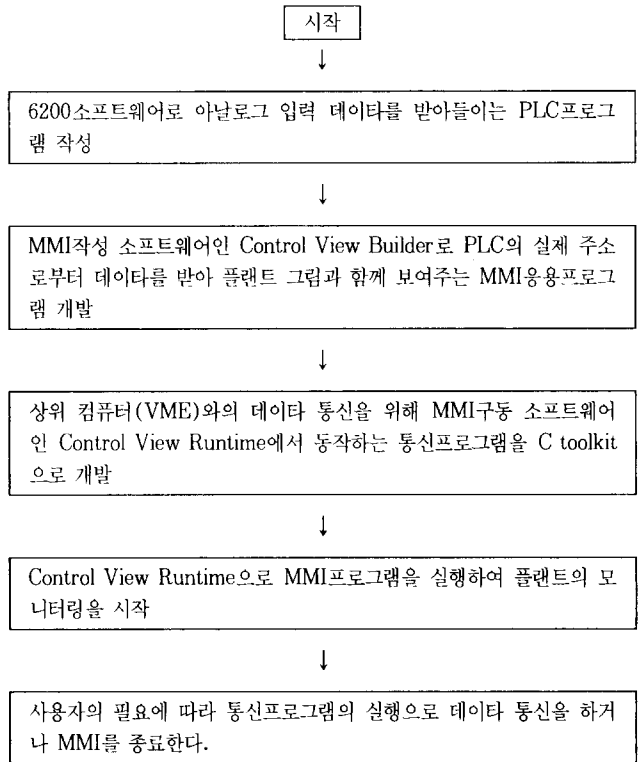 시작
↓
6200소프트웨어로 아날로그 입력 데이타를 받아들이는 PLC프로그
램 작성
↓
MMI작성 소프트웨어인 Control View Builder로 PLC의 실제 주소
로부터 데이타를 받아 플랜트 그림과 함께 보여주는 MMI응용프로그
램 개발
↓
상위 컴퓨터(VME)와의 데이타 통신을 위해 MMI구동 소프트웨어
인 Control View Runtime에서 동작하는 통신프로그램을 C toolkit
으로 개발
↓
Control View Runtime으로 MMI프로그램을 실행하여 플랜트의 모
니터링을 시작
↓
사용자의 필요에 따라 통신프로그램의 실행으로 데이타 통신을 하거
나 MMI를 종료한다.